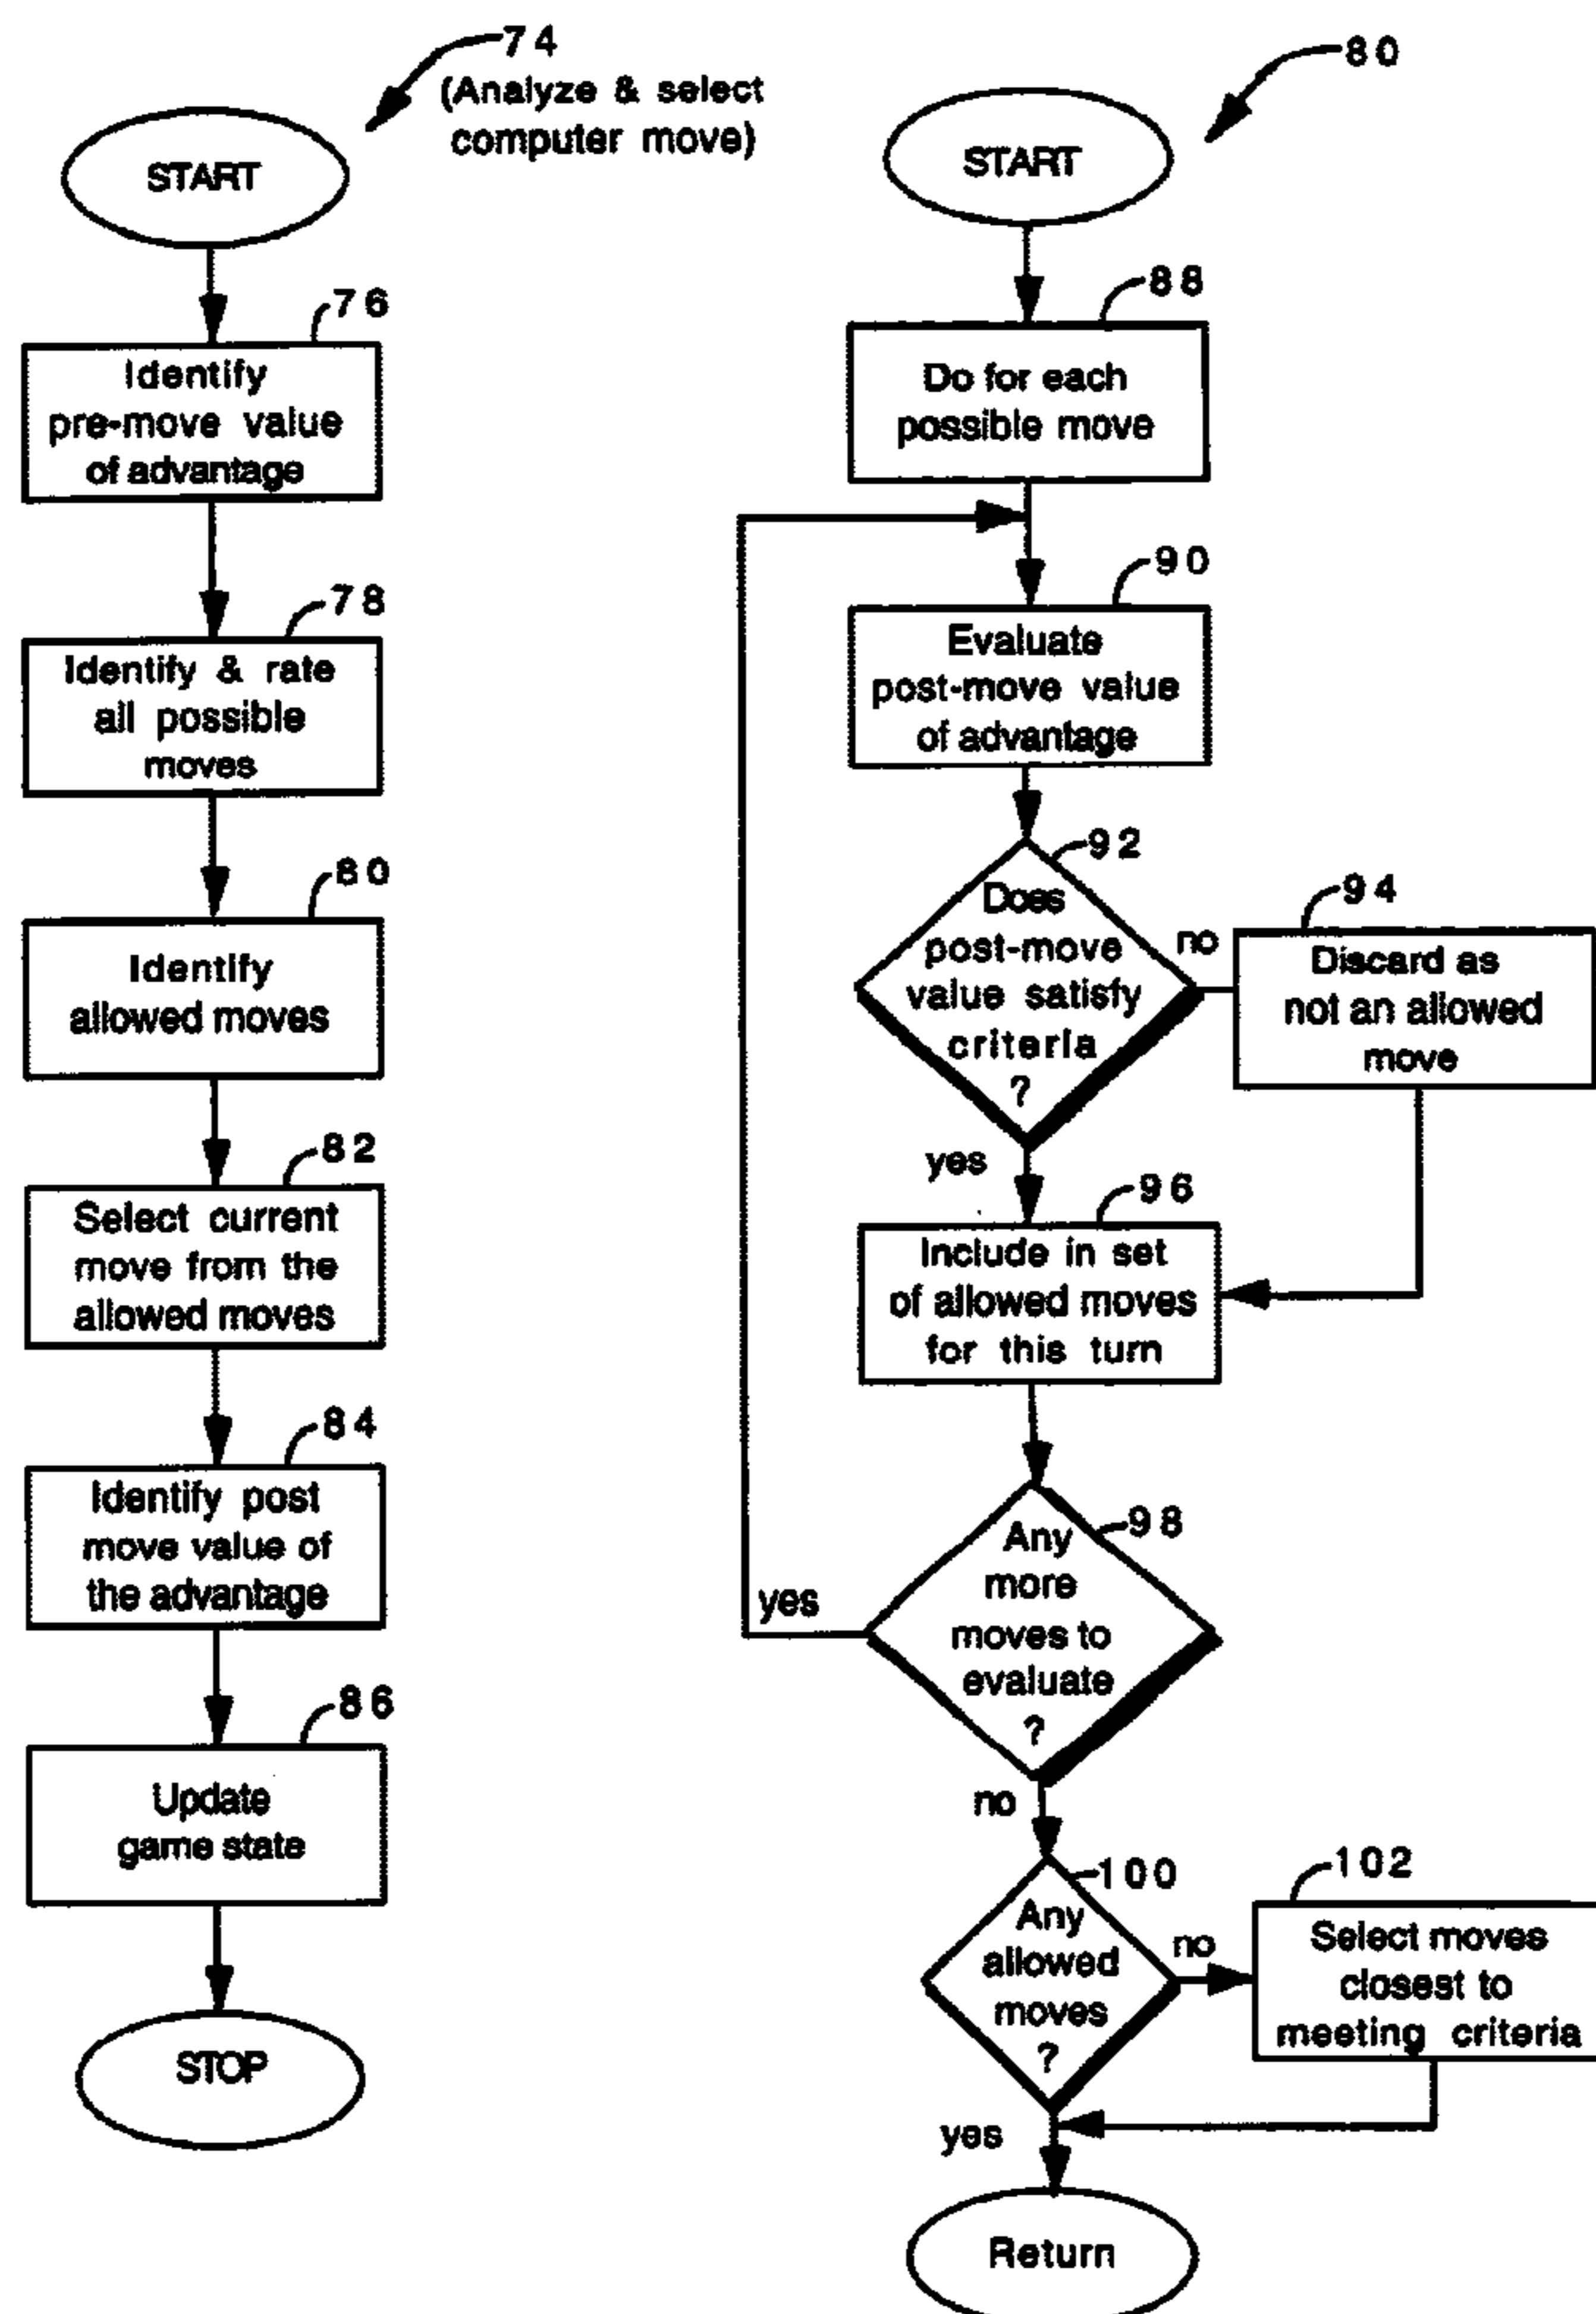 74
(Analyze & select
computer move)
START
76
Identify
pre-move value
of advantage
78
Identify & rate
all possible
moves
80
Identify
allowed moves
82
Select current
move from the
allowed moves
84
Identify post
move value of
the advantage
86
Update
game state
STOP
80
START
88
Do for each
possible move
90
Evaluate
post-move value
of advantage
92
Does
post-move
value satisfy
criteria
?
no
94
Discard as
not an allowed
move
yes
96
Include in set
of allowed moves
for this turn
98
Any
more
moves to
evaluate
?
yes
no
100
Any
allowed
moves
?
no
102
Select moves
closest to
meeting criteria
yes
Return